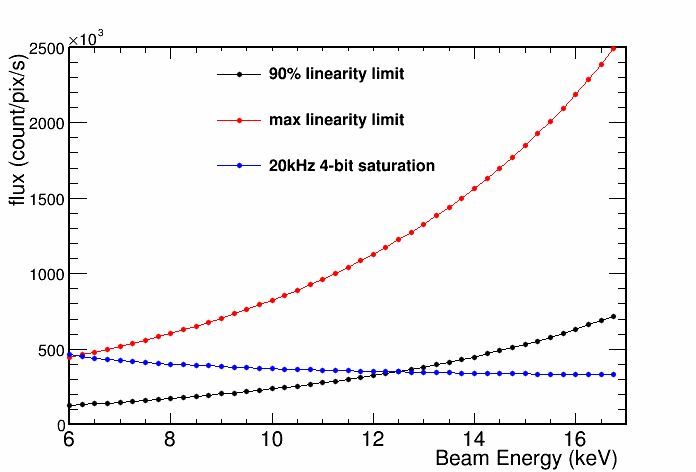 ×10³
2500
2000
1500
1000
500
0
flux (count/pix/s)
90% linearity limit
max linearity limit
20kHz 4-bit saturation
6 8 10 12 14 16
Beam Energy (keV)